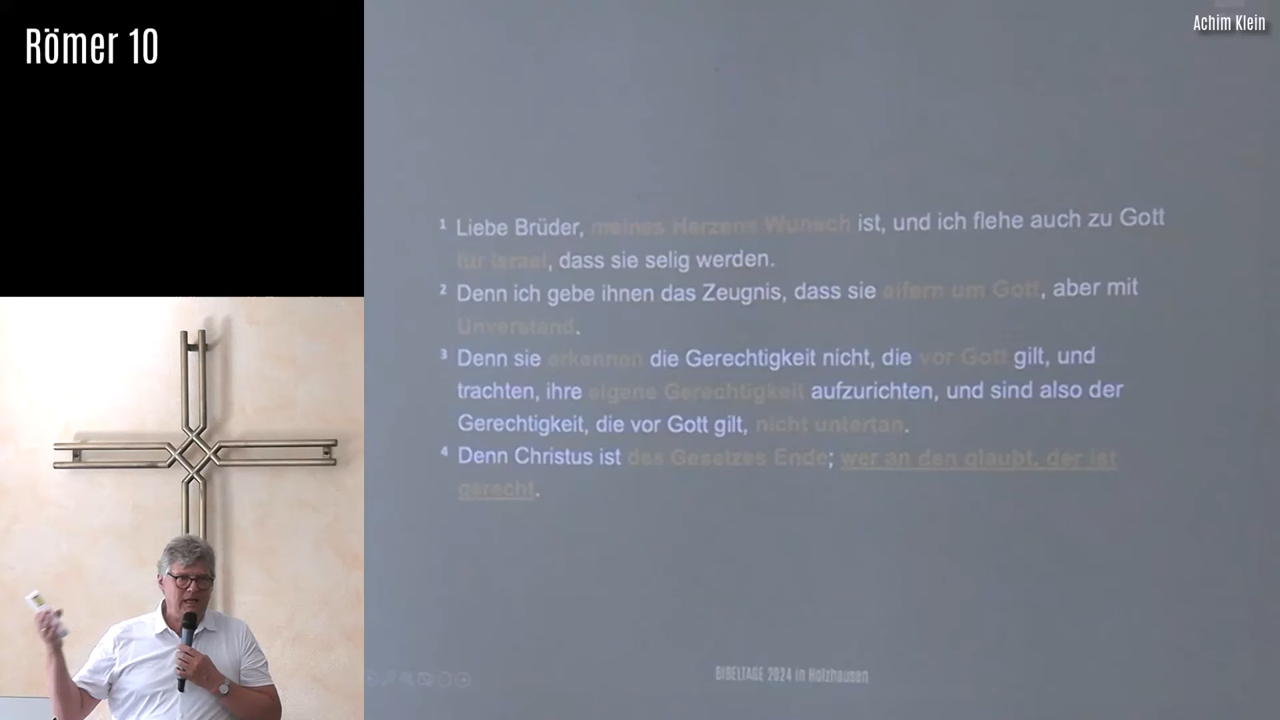 Römer 10
Achim Klein
¹ Liebe Brüder, meines Herzens Wunsch ist, und ich flehe auch zu Gott
für Israel, dass sie selig werden.
² Denn ich gebe ihnen das Zeugnis, dass sie eifern um Gott, aber mit
Unverstand.
³ Denn sie erkennen die Gerechtigkeit nicht, die vor Gott gilt, und
trachten, ihre eigene Gerechtigkeit aufzurichten, und sind also der
Gerechtigkeit, die vor Gott gilt, nicht untertan.
⁴ Denn Christus ist des Gesetzes Ende; wer an den glaubt, der ist
gerecht.
BIBELTAGE 2024 in Holzhausen